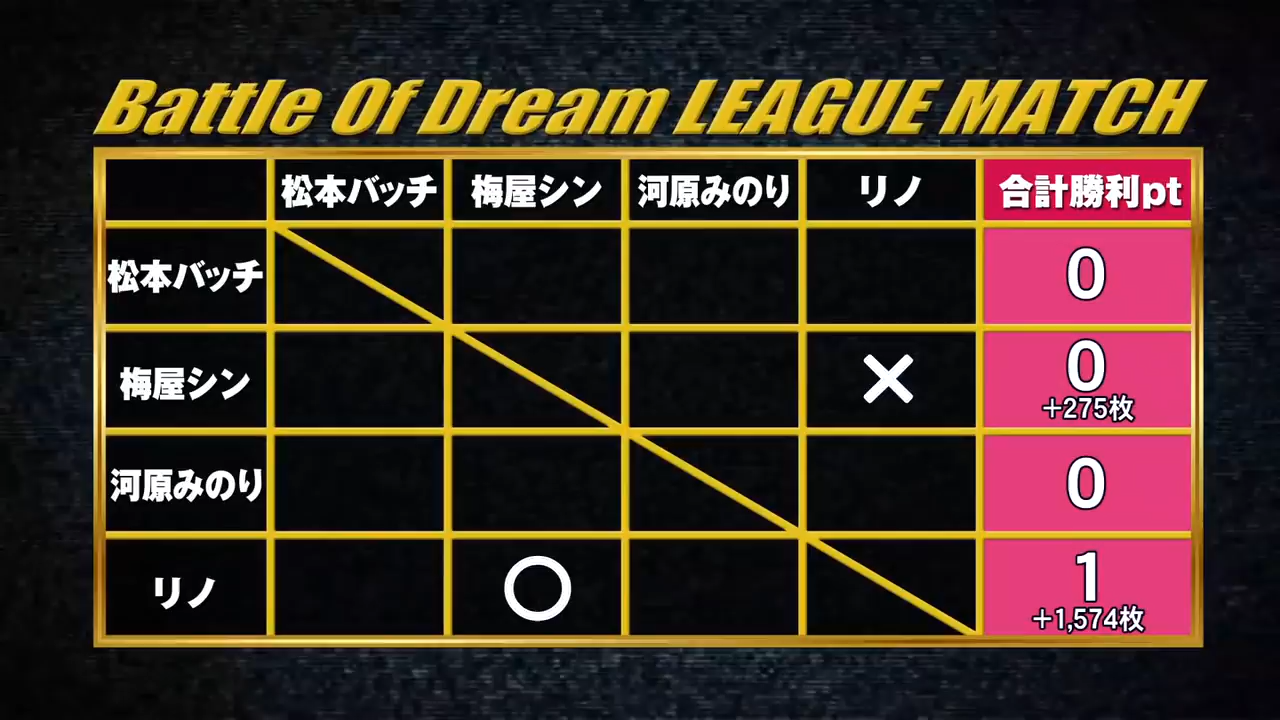 Battle Of Dream LEAGUE MATCH
松本バッチ 梅屋シン 河原みのり リノ 合計勝利pt
松本バッチ 0
梅屋シン × 0
+275枚
河原みのり 0
リノ ○ 1
+1,574枚